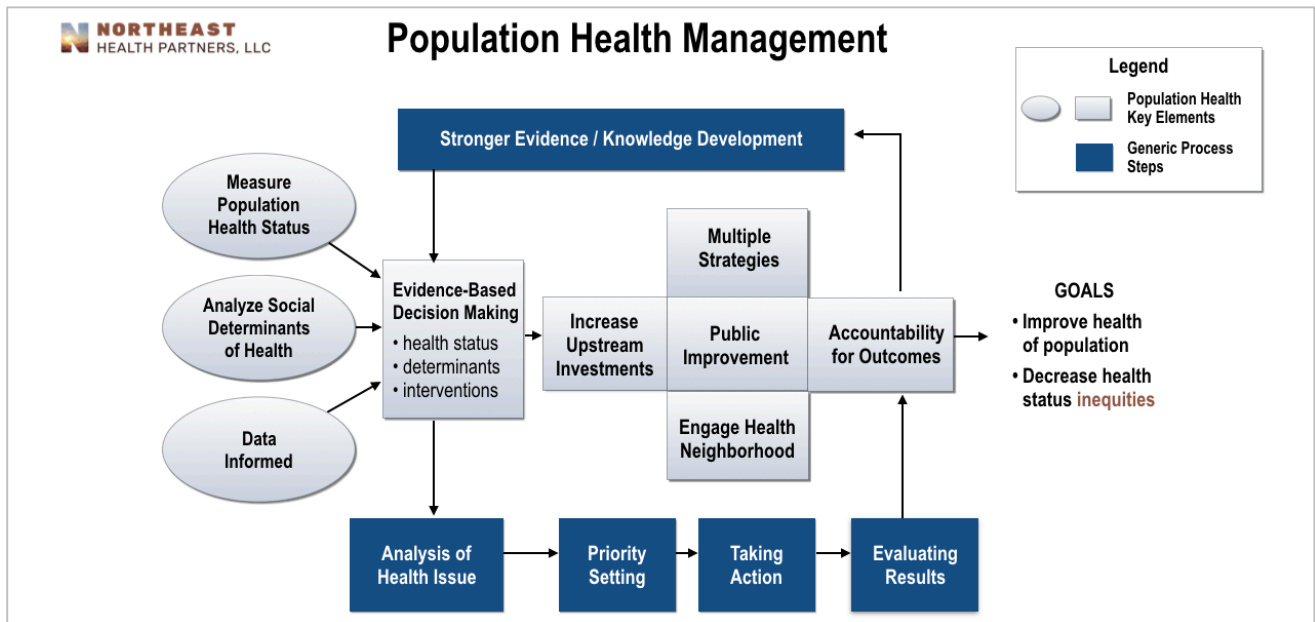 NORTHEAST
HEALTH PARTNERS, LLC
Population Health Management
Legend
Population Health
Key Elements
Generic Process
Steps
Stronger Evidence / Knowledge Development
Measure
Population
Health Status
Analyze Social
Determinants
of Health
Data
Informed
Evidence-Based
Decision Making
• health status
• determinants
• interventions
Increase
Upstream
Investments
Multiple
Strategies
Public
Improvement
Engage Health
Neighborhood
Accountability
for Outcomes
GOALS
• Improve health
of population
• Decrease health
status inequities
Analysis of
Health Issue
Priority
Setting
Taking
Action
Evaluating
Results